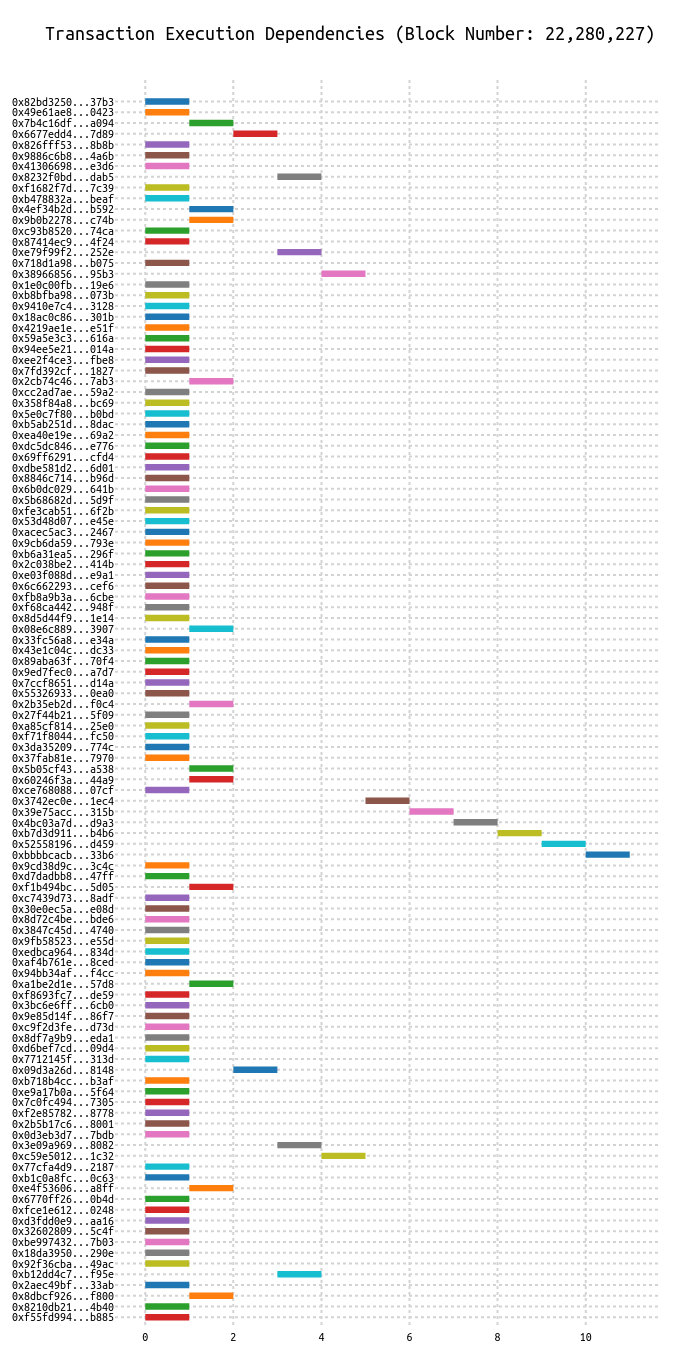 Transaction Execution Dependencies (Block Number: 22,280,227)
0x82bd3250...37b3
0x49e61ae8...0423
0x7b4c16df...a094
0x6677edd4...7d89
0x826fff53...8b8b
0x9886c6b8...4a6b
0x41306698...e3d6
0x8232f0bd...dab5
0xf1682f7d...7c39
0xb478832a...beaf
0x4ef34b2d...b592
0x9b0b2278...c74b
0xc93b8520...74ca
0x87414ec9...4f24
0xe79f99f2...252e
0x718d1a98...b075
0x38966856...95b3
0x1e0c00fb...19e6
0xb8bfba98...073b
0x9410e7c4...3128
0x18ac0c86...301b
0x4219ae1e...e51f
0x59a5e3c3...616a
0x94ee5e21...014a
0xee2f4ce3...fbe8
0x7fd392cf...1827
0x2cb74c46...7ab3
0xcc2ad7ae...59a2
0x358f84a8...bc69
0x5e0c7f80...b0bd
0xb5ab251d...8dac
0xea40e19e...69a2
0xdc5dc846...e776
0x69ff6291...cfd4
0xdbe581d2...6d01
0x8846c714...b96d
0x6b0dc029...641b
0x5b68682d...5d9f
0xfe3cab51...6f2b
0x53d48d07...e45e
0xacec5ac3...2467
0x9cb6da59...793e
0xb6a31ea5...296f
0x2c038be2...414b
0xe03f088d...e9a1
0x6c662293...cef6
0xfb8a9b3a...6cbe
0xf68ca442...948f
0x8d5d44f9...1e14
0x08e6c889...3907
0x33fc56a8...e34a
0x43e1c04c...dc33
0x89aba63f...70f4
0x9ed7fec0...a7d7
0x7ccf8651...d14a
0x55326933...0ea0
0x2b35eb2d...f0c4
0x27f44b21...5f09
0xa85cf814...25e0
0xf71f8044...fc50
0x3da35209...774c
0x37fab81e...7970
0x5b05cf43...a538
0x60246f3a...44a9
0xce768088...07cf
0x3742ec0e...1ec4
0x39e75acc...315b
0x4bc03a7d...d9a3
0xb7d3d911...b4b6
0x52558196...d459
0xbbbbcacb...33b6
0x9cd38d9c...3c4c
0xd7dadbb8...47ff
0xf1b494bc...5d05
0xc7439d73...8adf
0x30e0ec5a...e08d
0x8d72c4be...bde6
0x3847c45d...4740
0x9fb58523...e55d
0xedbca964...834d
0xaf4b761e...8ced
0x94bb34af...f4cc
0xa1be2d1e...57d8
0xf8693fc7...de59
0x3bc6e6ff...6cb0
0x9e85d14f...86f7
0xc9f2d3fe...d73d
0x8df7a9b9...eda1
0xd6bef7cd...09d4
0x7712145f...313d
0x09d3a26d...8148
0xb718b4cc...b3af
0xe9a17b0a...5f64
0x7c0fc494...7305
0xf2e85782...8778
0x2b5b17c6...8001
0x0d3eb3d7...7bdb
0x3e09a969...8082
0xc59e5012...1c32
0x77cfa4d9...2187
0xb1c0a8fc...0c63
0xe4f53606...a8ff
0x6770ff26...0b4d
0xfce1e612...0248
0xd3fdd0e9...aa16
0x32602809...5c4f
0xbe997432...7b03
0x18da3950...290e
0x92f36cba...49ac
0xb12dd4c7...f95e
0x2aec49bf...33ab
0x8dbcf926...f800
0x8210db21...4b40
0xf55fd994...b885
0 2 4 6 8 10